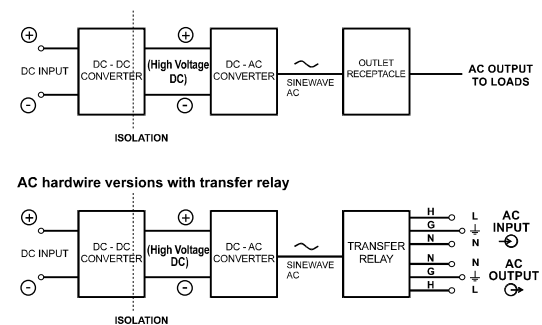 DC INPUT
DC - DC
CONVERTER
(High Voltage
DC)
DC - AC
CONVERTER
SINEWAVE
AC
OUTLET
RECEPTACLE
AC OUTPUT
TO LOADS
ISOLATION
AC hardwire versions with transfer relay
DC INPUT
DC - DC
CONVERTER
(High Voltage
DC)
DC - AC
CONVERTER
SINEWAVE
AC
TRANSFER
RELAY
H L
G
N N
AC
INPUT
N N
G
H L
AC
OUTPUT
ISOLATION